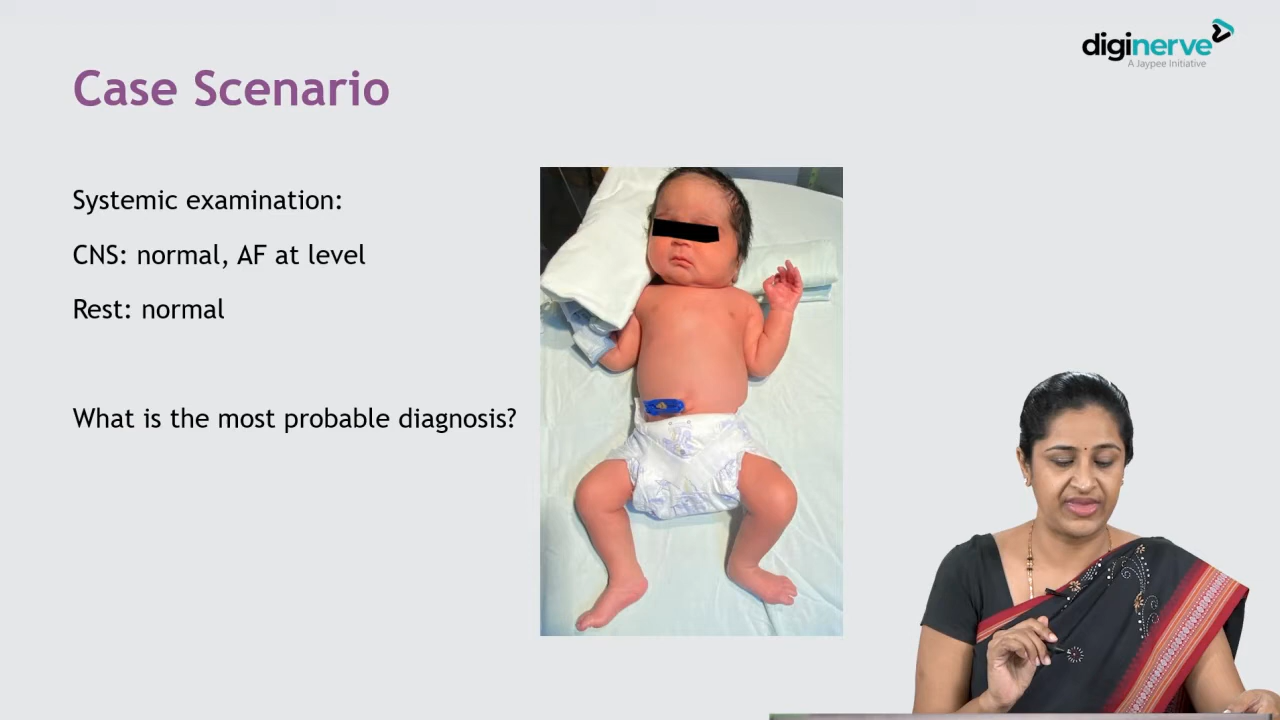 diginerve
A Jaypee Initiative
Case Scenario
Systemic examination:
CNS: normal, AF at level
Rest: normal
What is the most probable diagnosis?